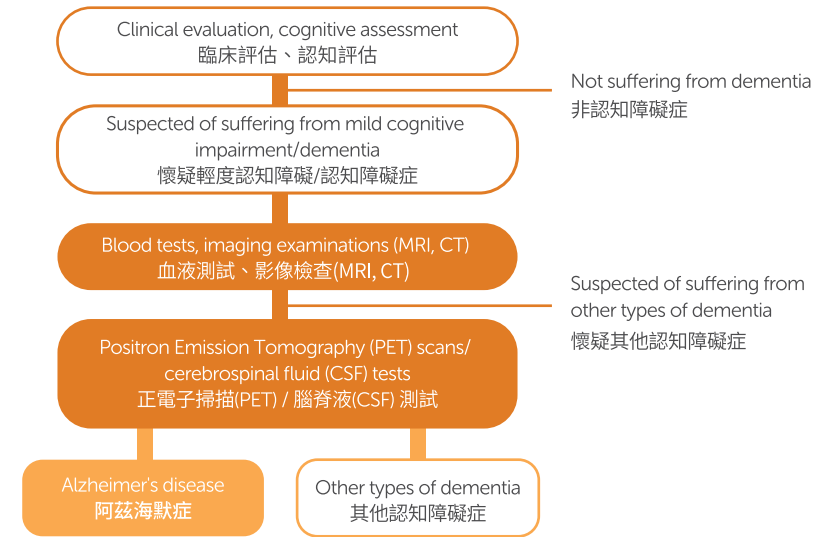 Clinical evaluation, cognitive assessment
臨床評估、認知評估
Not suffering from dementia
非認知障礙症
Suspected of suffering from mild cognitive
impairment/dementia
懷疑輕度認知障礙/認知障礙症
Blood tests, imaging examinations (MRI, CT)
血液測試、影像檢查(MRI, CT)
Suspected of suffering from
other types of dementia
懷疑其他認知障礙症
Positron Emission Tomography (PET) scans/
cerebrospinal fluid (CSF) tests
正電子掃描(PET) / 腦脊液(CSF) 測試
Alzheimer's disease
阿茲海默症
Other types of dementia
其他認知障礙症